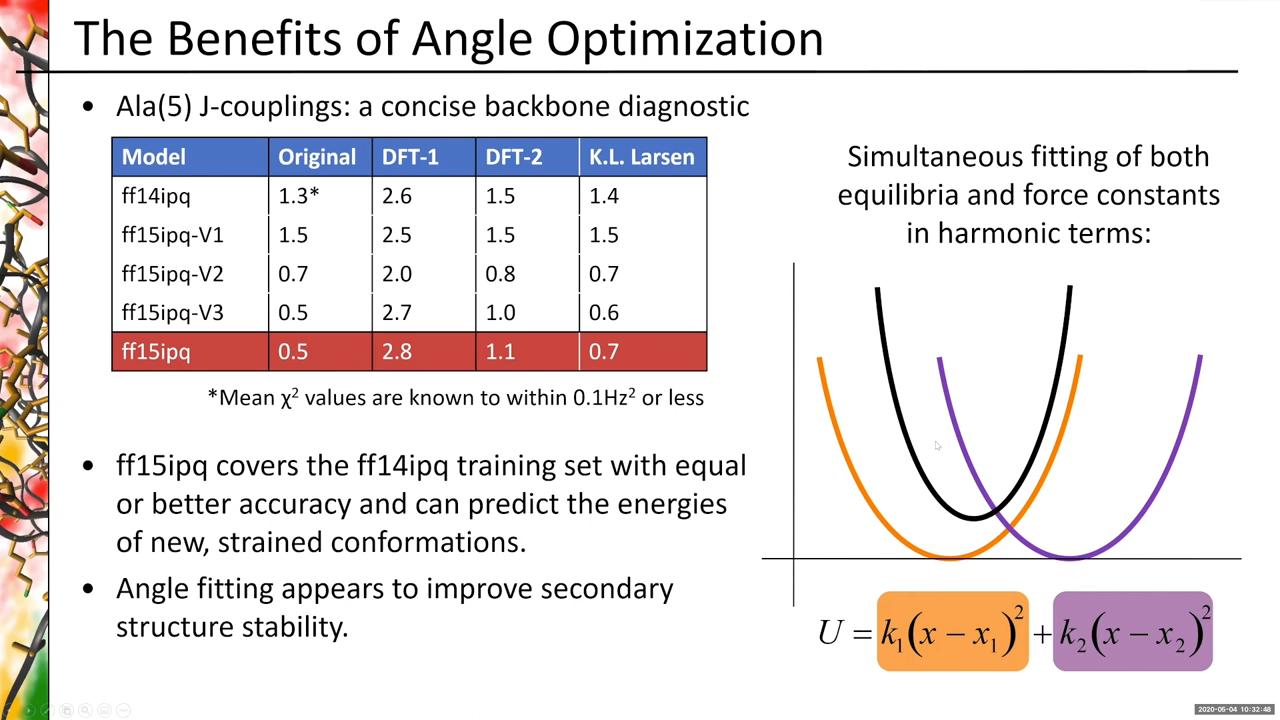 The Benefits of Angle Optimization
• Ala(5) J-couplings: a concise backbone diagnostic
Model Original DFT-1 DFT-2 K.L. Larsen
ff14ipq 1.3* 2.6 1.5 1.4
ff15ipq-V1 1.5 2.5 1.5 1.5
ff15ipq-V2 0.7 2.0 0.8 0.7
ff15ipq-V3 0.5 2.7 1.0 0.6
ff15ipq 0.5 2.8 1.1 0.7
*Mean χ² values are known to within 0.1Hz² or less
• ff15ipq covers the ff14ipq training set with equal
or better accuracy and can predict the energies
of new, strained conformations.
• Angle fitting appears to improve secondary
structure stability.
Simultaneous fitting of both
equilibria and force constants
in harmonic terms:
U = k₁(x − x₁)² + k₂(x − x₂)²
2020-05-04 10:32:48